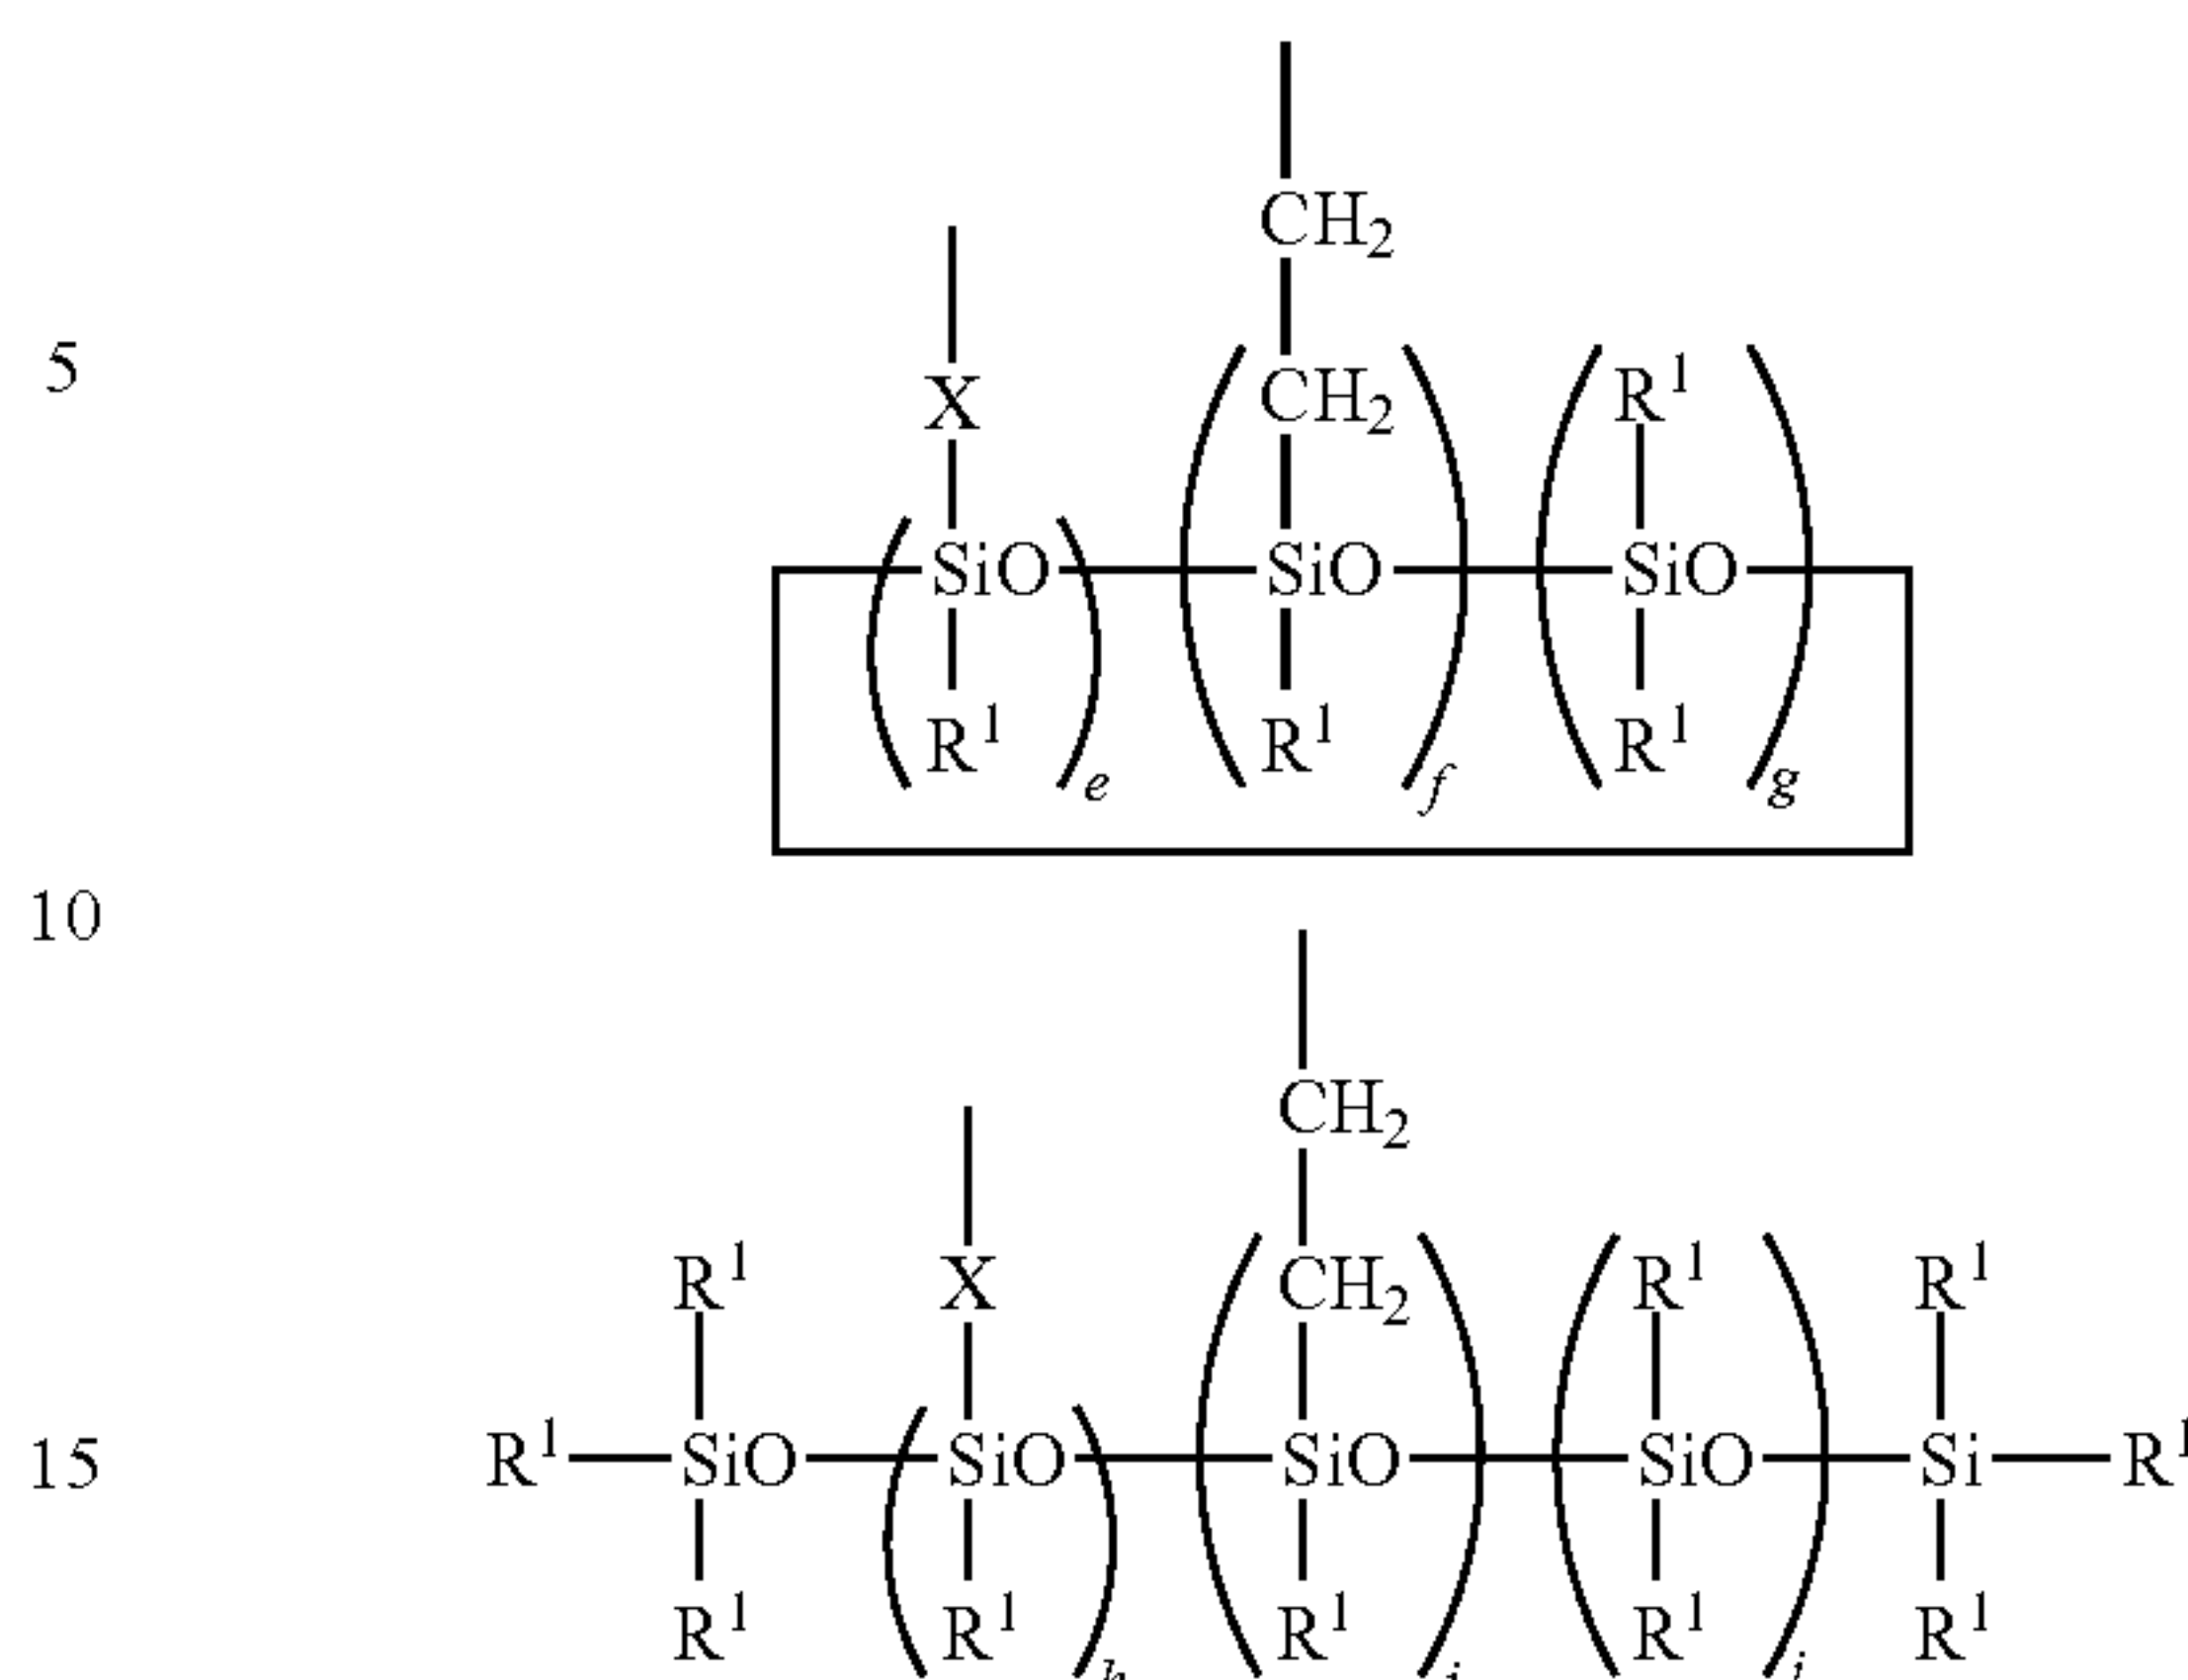 CH₂
5 X CH₂ R¹
SiO SiO SiO
R¹ e R¹ f R¹ g
10
CH₂
R¹ X CH₂ R¹ R¹
15 R¹ SiO SiO SiO SiO Si R¹
R¹ R¹ h R¹ R¹ R¹